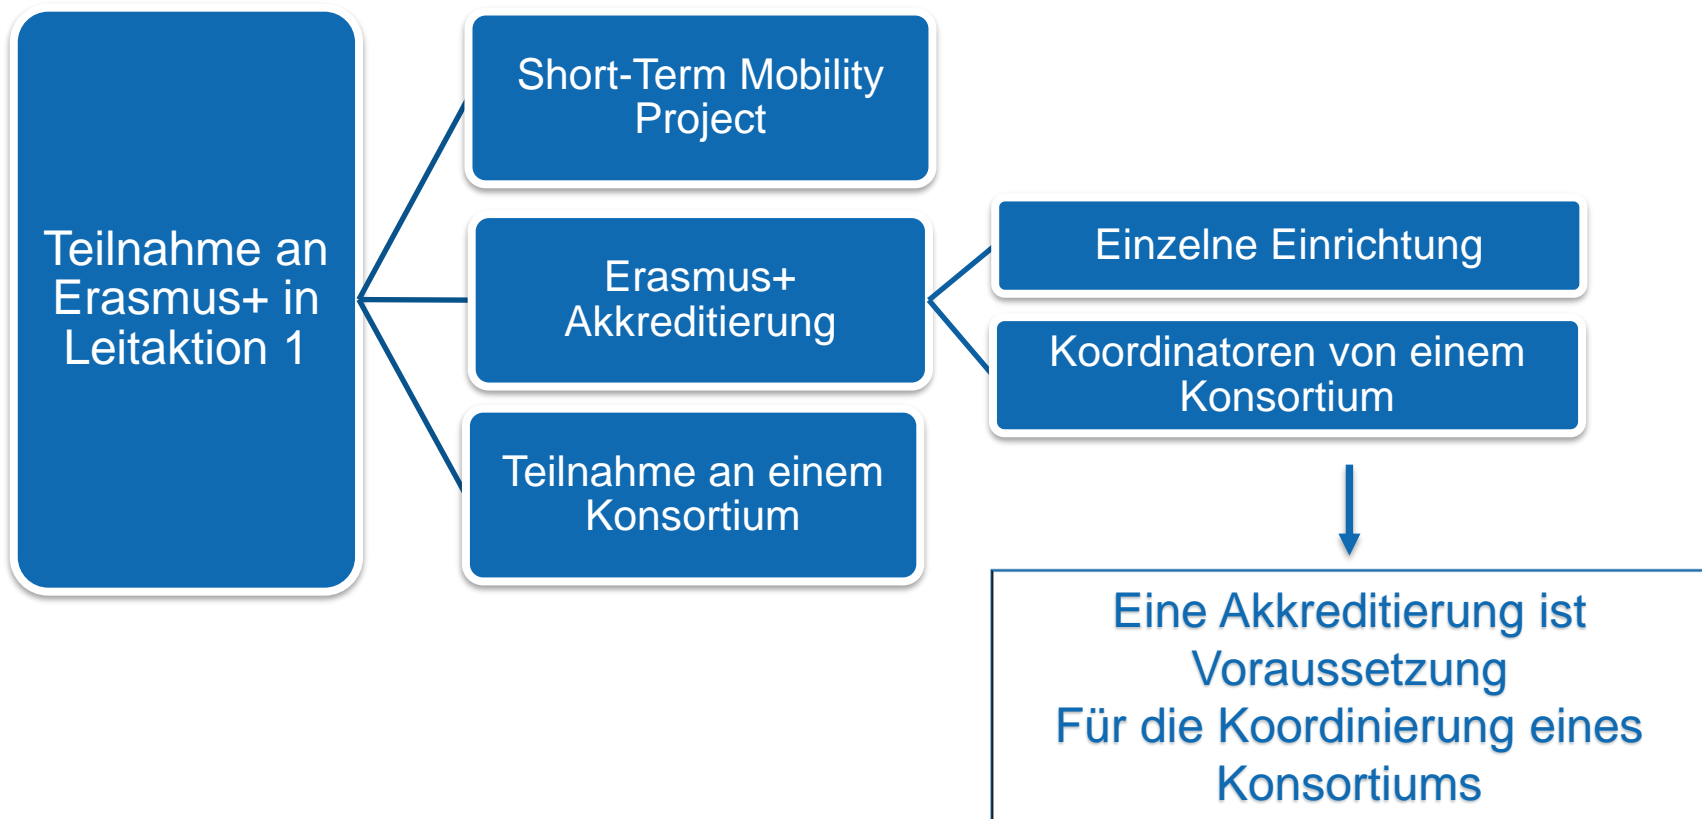 Teilnahme an
Erasmus+ in
Leitaktion 1
Short-Term Mobility
Project
Erasmus+
Akkreditierung
Teilnahme an einem
Konsortium
Einzelne Einrichtung
Koordinatoren von einem
Konsortium
Eine Akkreditierung ist
Voraussetzung
Für die Koordinierung eines
Konsortiums